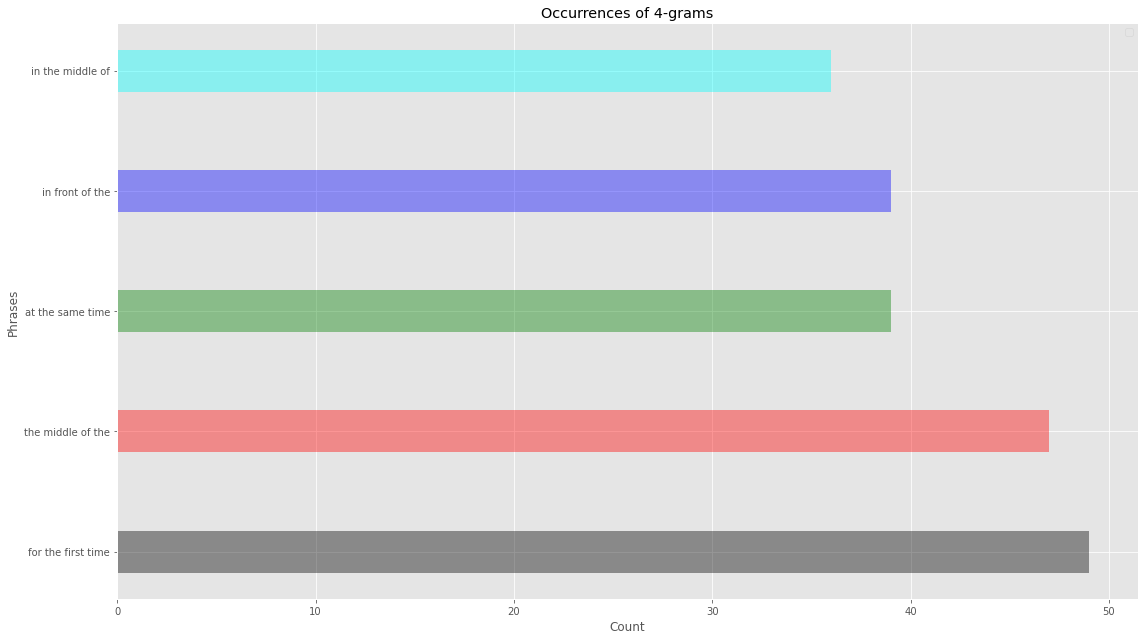 Occurrences of 4-grams
in the middle of
in front of the
at the same time
the middle of the
for the first time
Phrases
0 10 20 30 40 50
Count